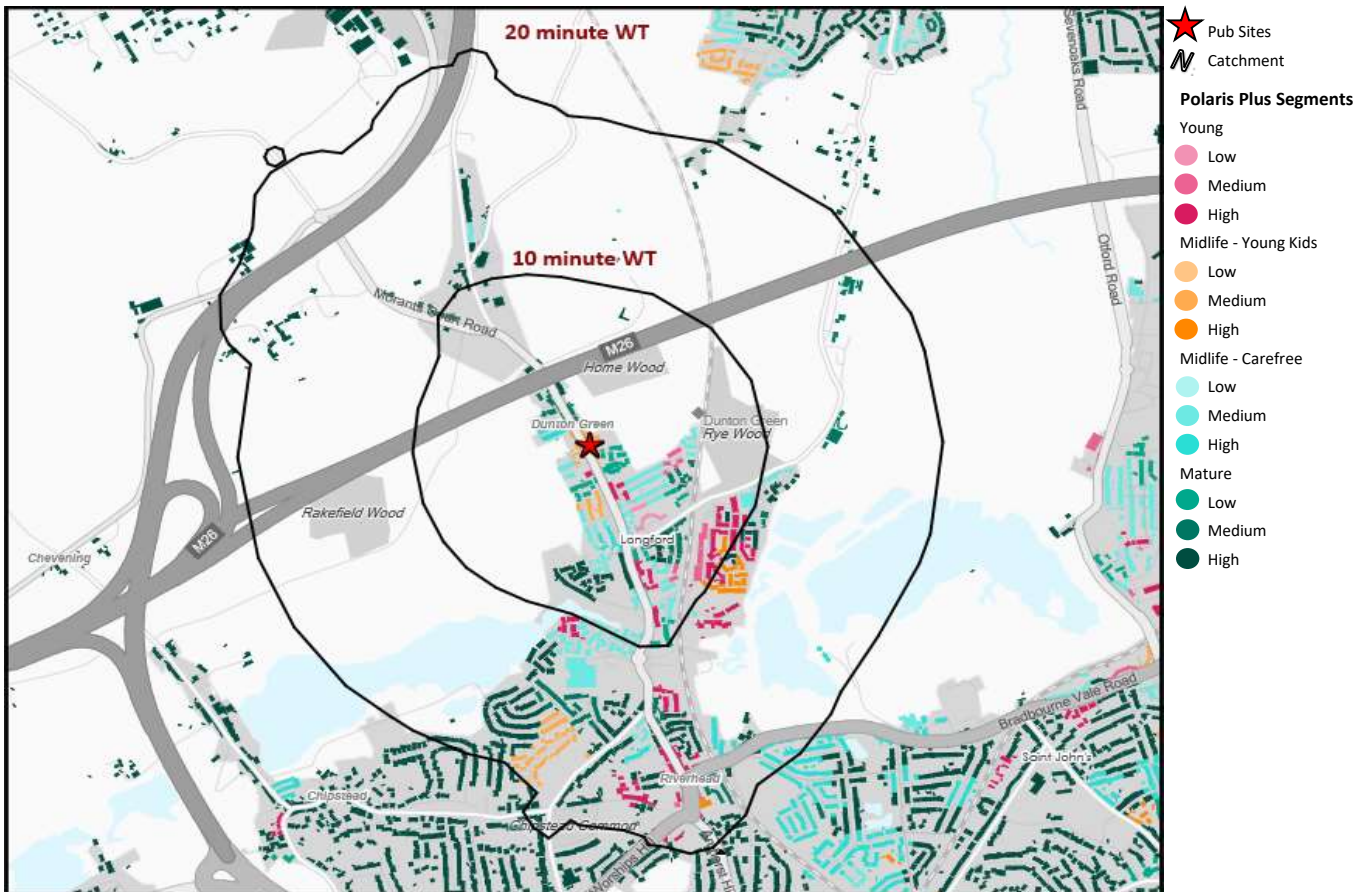 20 minute WT
10 minute WT
Morants Court Road
M26
Home Wood
Dunton Green
Dunton Green
Rye Wood
Rakefield Wood
M26
Chevening
Longford
Sevenoaks Road
Otford Road
Bradbourne Vale Road
Saint John's
Riverhead
Chipstead
Chipstead Common
Pub Sites
Catchment
Polaris Plus Segments
Young
Low
Medium
High
Midlife - Young Kids
Low
Medium
High
Midlife - Carefree
Low
Medium
High
Mature
Low
Medium
High